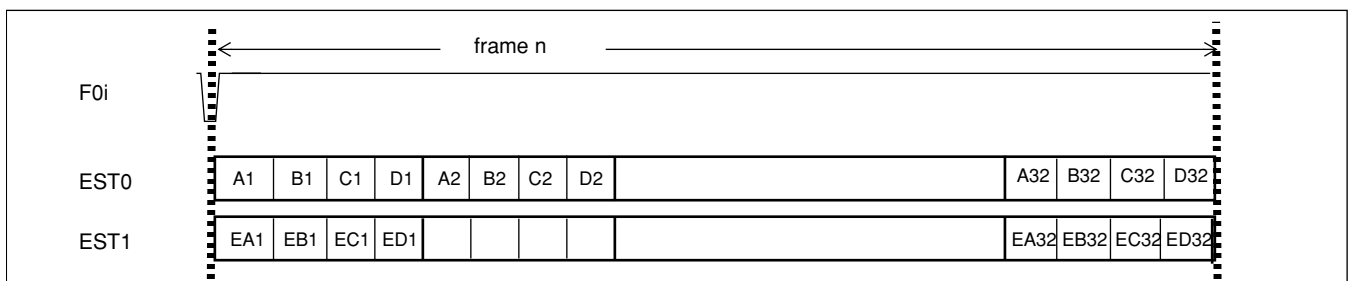 frame n
F0i
EST0 A1 B1 C1 D1 A2 B2 C2 D2 A32 B32 C32 D32
EST1 EA1 EB1 EC1 ED1 EA32 EB32 EC32 ED32